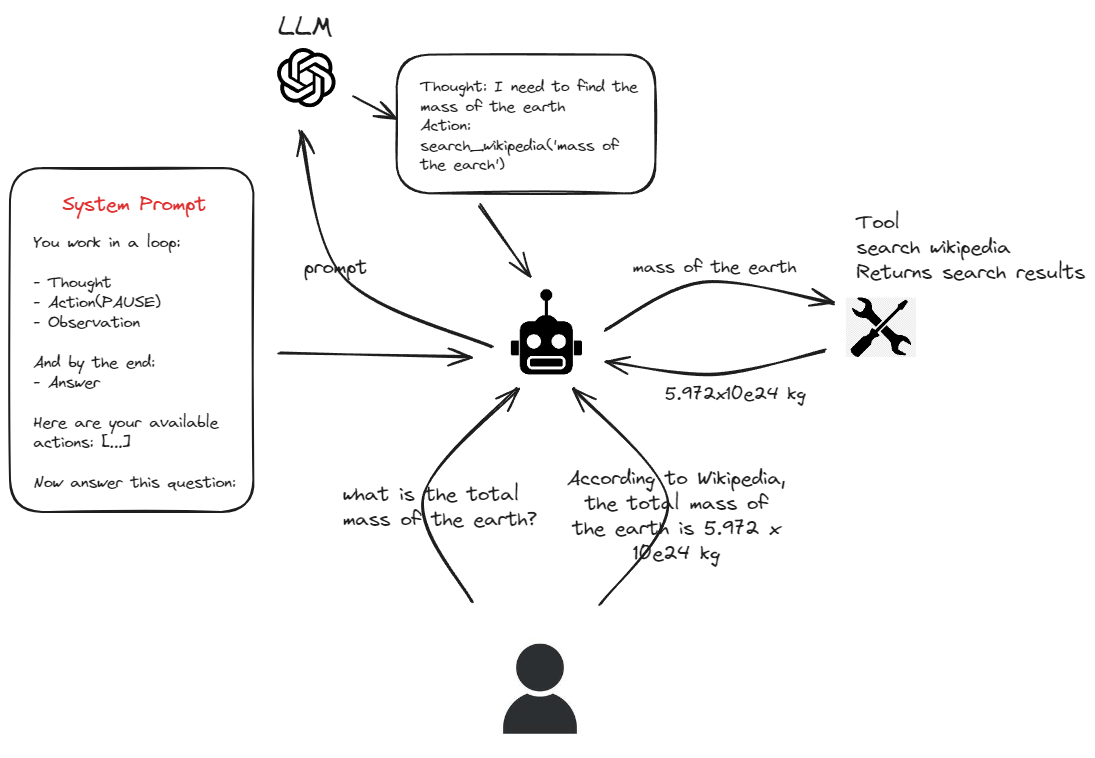 LLM
Thought: I need to find the
mass of the earth
Action:
search_wikipedia('mass of
the earch')
System Prompt
You work in a loop:
- Thought
- Action(PAUSE)
- Observation
And by the end:
- Answer
Here are your available
actions: [...]
Now answer this question:
prompt
mass of the earth
Tool
search wikipedia
Returns search results
5.972x10e24 kg
what is the total
mass of the earth?
According to Wikipedia,
the total mass of
the earth is 5.972 x
10e24 kg